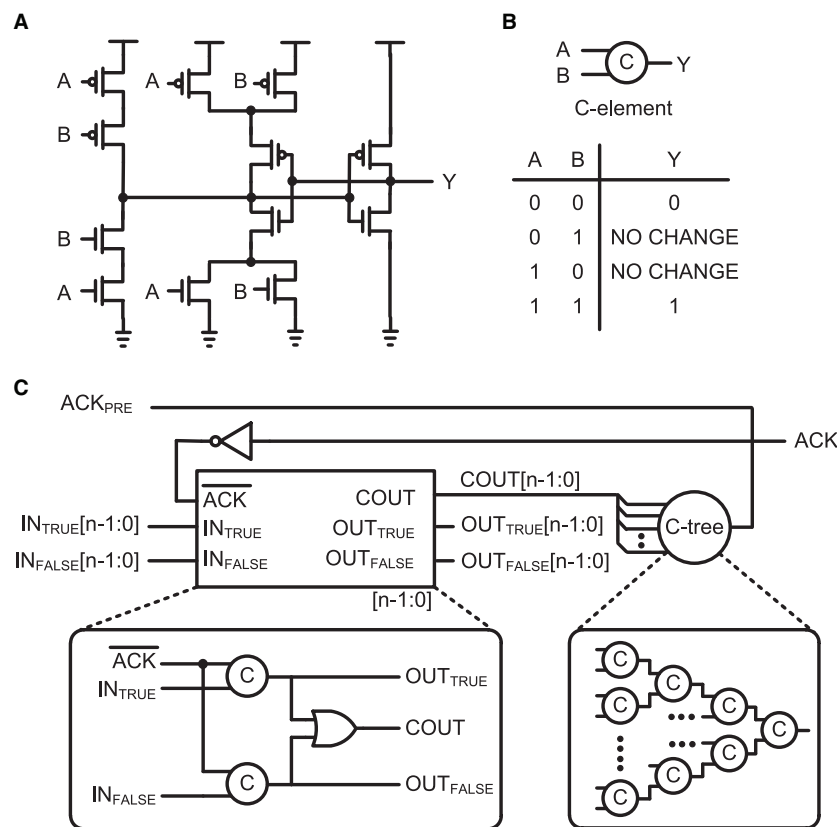 A
A
B
B
A
A
B
A
B
Y
B
A
B
C
Y
C-element
A B Y
0 0 0
0 1 NO CHANGE
1 0 NO CHANGE
1 1 1
C
ACK_PRE
ACK
COUT[n-1:0]
ACK
COUT
IN_TRUE[n-1:0]
IN_TRUE
OUT_TRUE
OUT_TRUE[n-1:0]
C-tree
IN_FALSE[n-1:0]
IN_FALSE
OUT_FALSE
OUT_FALSE[n-1:0]
[n-1:0]
ACK
IN_TRUE
C
OUT_TRUE
COUT
IN_FALSE
C
OUT_FALSE
C
C
C
C
C
C
C
C